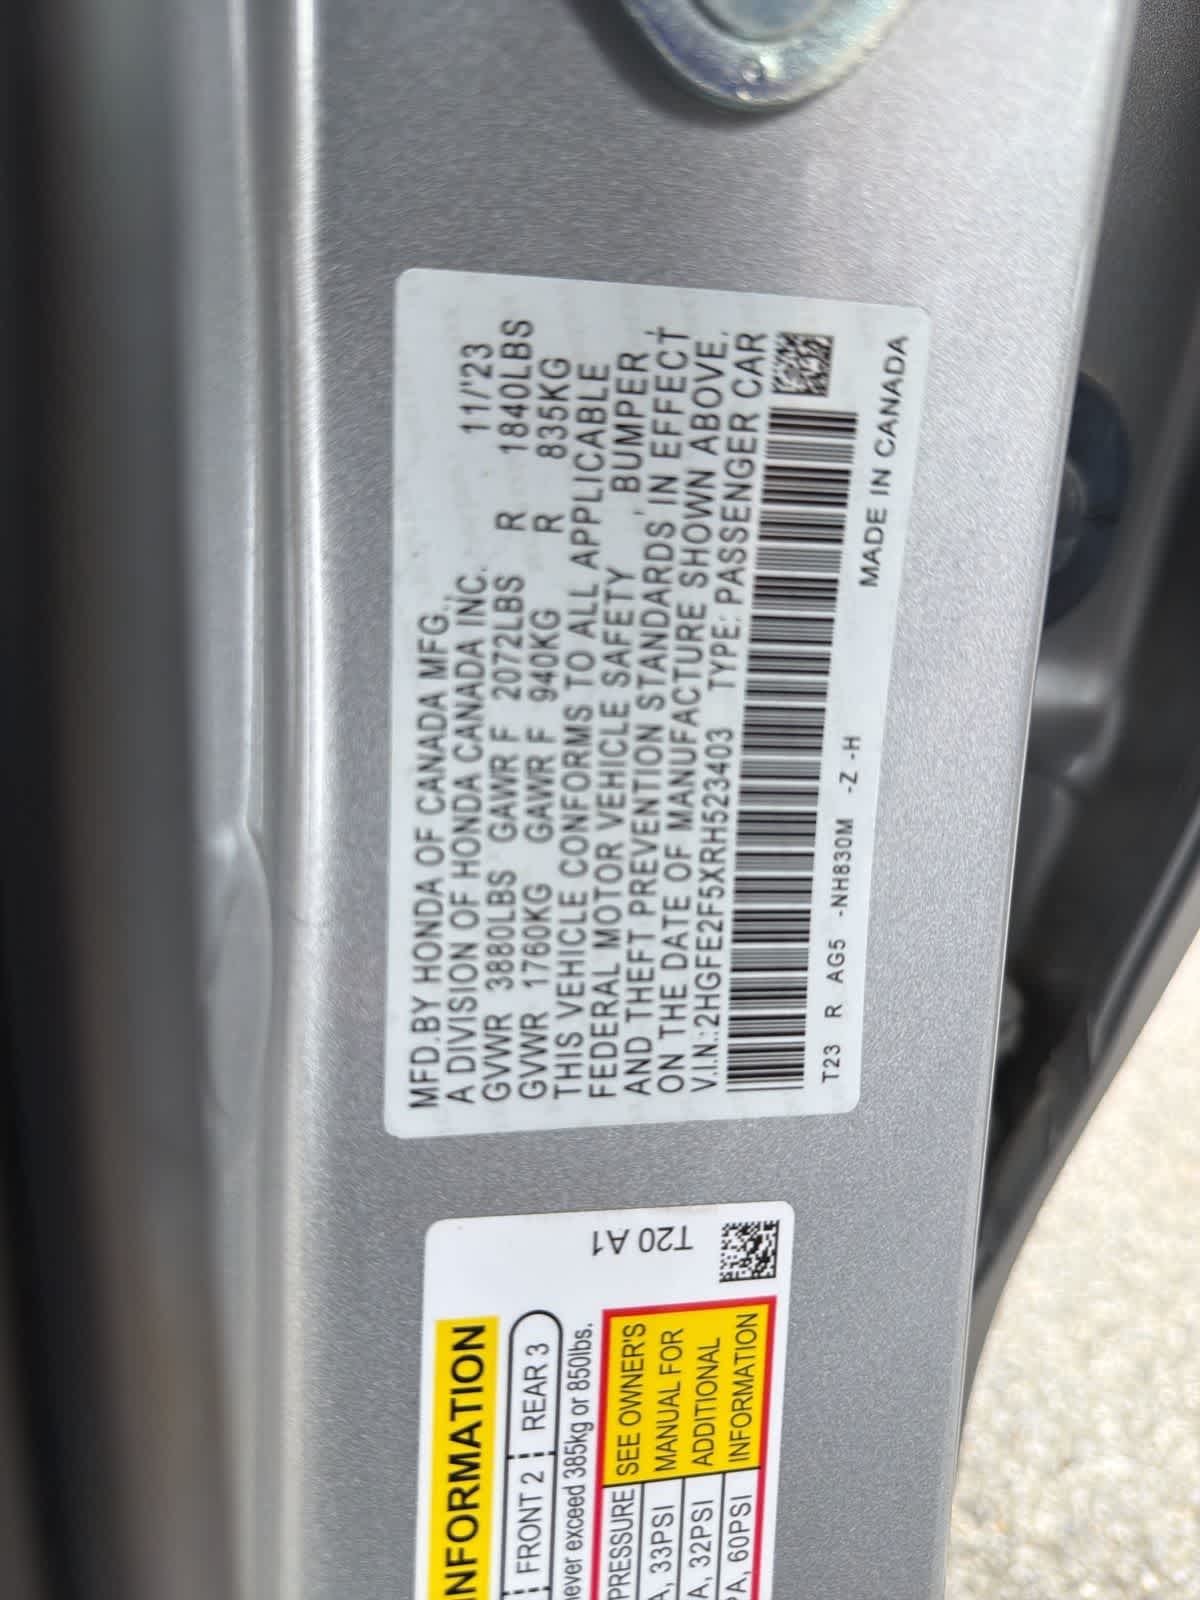 MFD.BY HONDA OF CANADA MFG., 11/'23
A DIVISION OF HONDA CANADA INC.
GVWR 3880LBS GAWR F 2072LBS R 1840LBS
GVWR 1760KG GAWR F 940KG R 835KG
THIS VEHICLE CONFORMS TO ALL APPLICABLE
FEDERAL MOTOR VEHICLE SAFETY, BUMPER,
AND THEFT PREVENTION STANDARDS IN EFFECT
ON THE DATE OF MANUFACTURE SHOWN ABOVE.
V.I.N.:2HGFE2F5XRH523403 TYPE: PASSENGER CAR
T23 R AG5 -NH830M -Z -H
MADE IN CANADA
T20 A1
INFORMATION
FRONT 2 REAR 3
never exceed 385kg or 850lbs.
PRESSURE SEE OWNER'S
33PSI MANUAL FOR
32PSI ADDITIONAL
60PSI INFORMATION